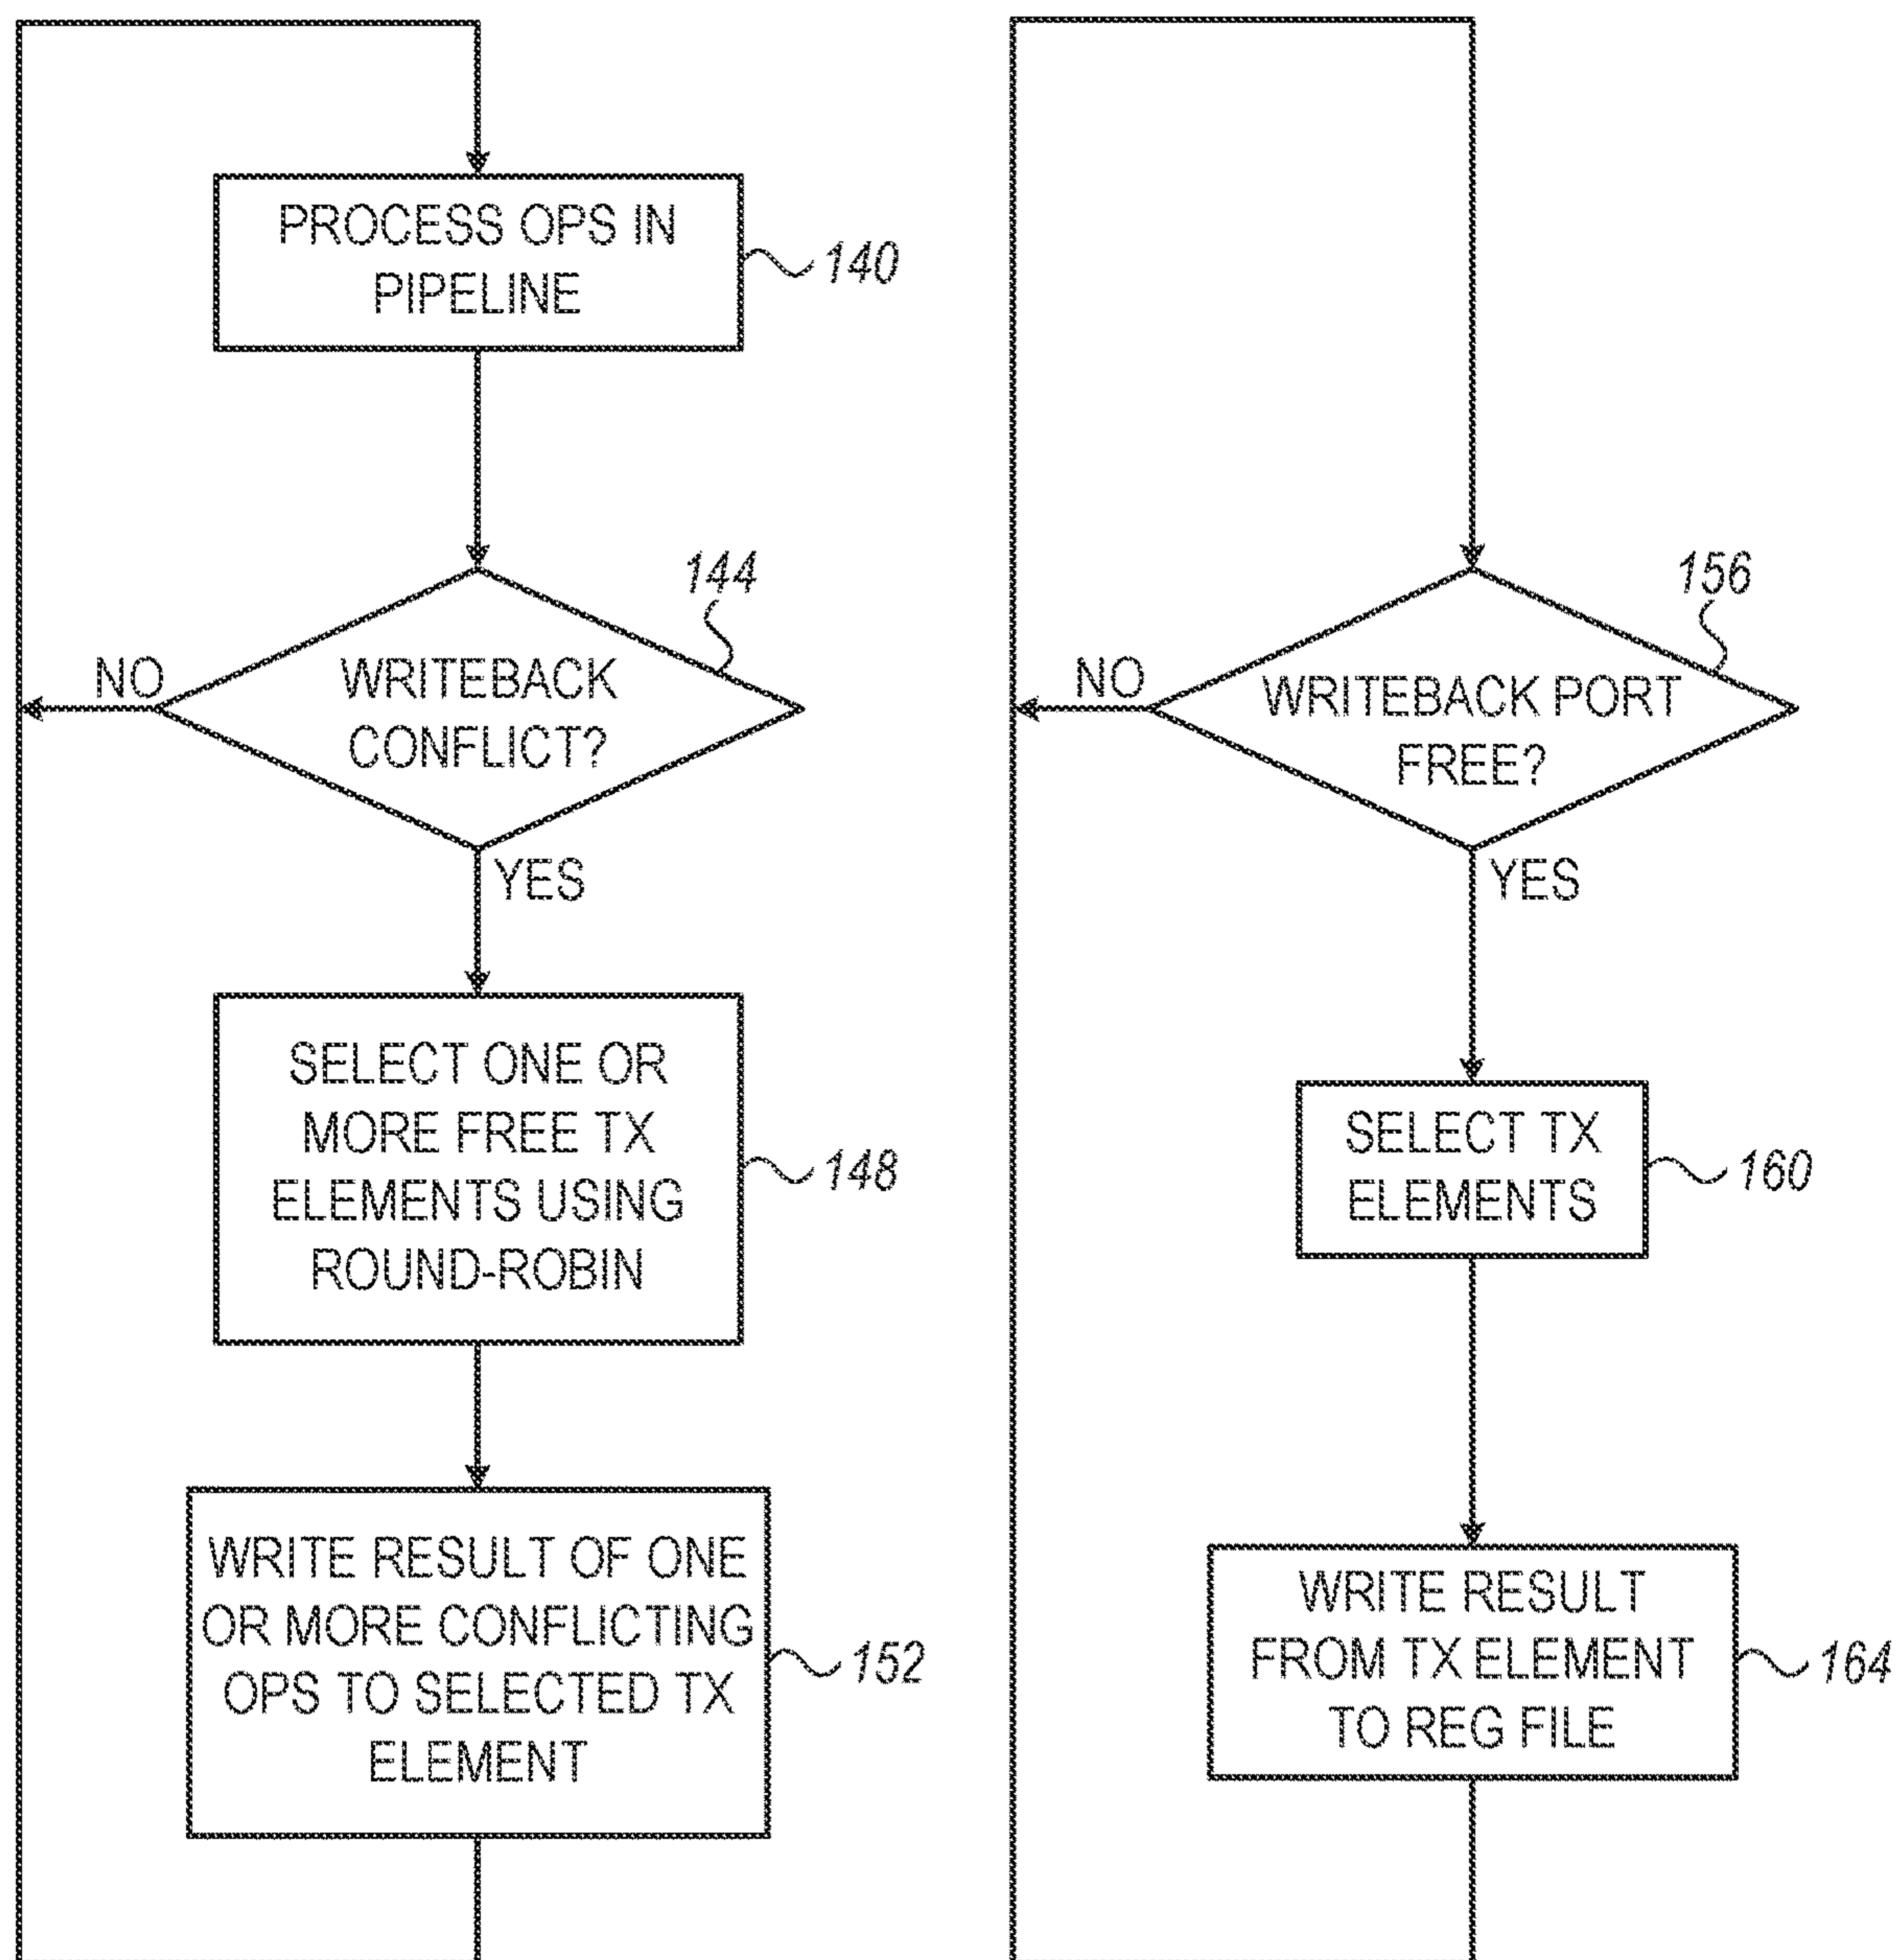 PROCESS OPS IN
PIPELINE
140
144
WRITEBACK
CONFLICT?
NO
YES
SELECT ONE OR
MORE FREE TX
ELEMENTS USING
ROUND-ROBIN
148
WRITE RESULT OF ONE
OR MORE CONFLICTING
OPS TO SELECTED TX
ELEMENT
152
156
WRITEBACK PORT
FREE?
NO
YES
SELECT TX
ELEMENTS
160
WRITE RESULT
FROM TX ELEMENT
TO REG FILE
164